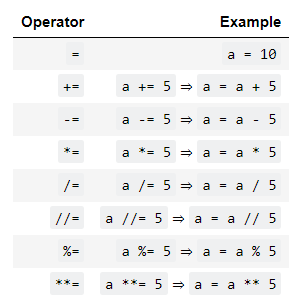 Operator Example
= a = 10
+= a += 5 ⇒ a = a + 5
-= a -= 5 ⇒ a = a - 5
*= a *= 5 ⇒ a = a * 5
/= a /= 5 ⇒ a = a / 5
//= a //= 5 ⇒ a = a // 5
%= a %= 5 ⇒ a = a % 5
**= a **= 5 ⇒ a = a ** 5